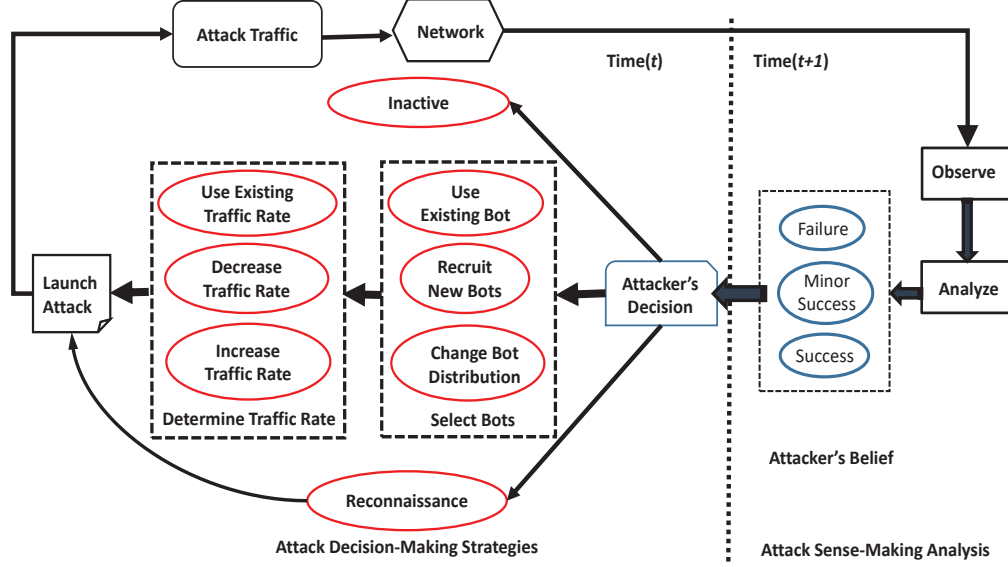 Attack Traffic
Network
Time(t)
Time(t+1)
Inactive
Observe
Use Existing
Traffic Rate
Use
Existing Bot
Failure
Decrease
Traffic Rate
Recruit
New Bots
Launch
Attack
Attacker's
Decision
Minor
Success
Analyze
Increase
Traffic Rate
Change Bot
Distribution
Success
Determine Traffic Rate
Select Bots
Attacker's Belief
Reconnaissance
Attack Decision-Making Strategies
Attack Sense-Making Analysis